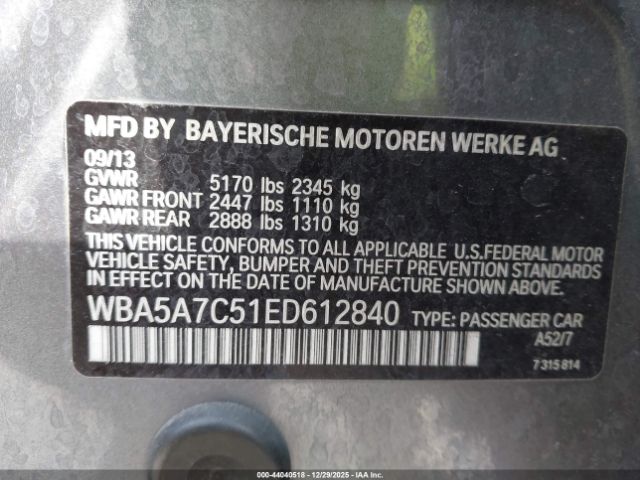 MFD BY BAYERISCHE MOTOREN WERKE AG
09/13
GVWR 5170 lbs 2345 kg
GAWR FRONT 2447 lbs 1110 kg
GAWR REAR 2888 lbs 1310 kg
THIS VEHICLE CONFORMS TO ALL APPLICABLE U.S.FEDERAL MOTOR
VEHICLE SAFETY, BUMPER AND THEFT PREVENTION STANDARDS
IN EFFECT ON THE DATE OF MANUFACTURE SHOWN ABOVE.
WBA5A7C51ED612840 TYPE: PASSENGER CAR
A52/7
7 315 814
000-44040518 - 12/29/2025 - IAAI.COM